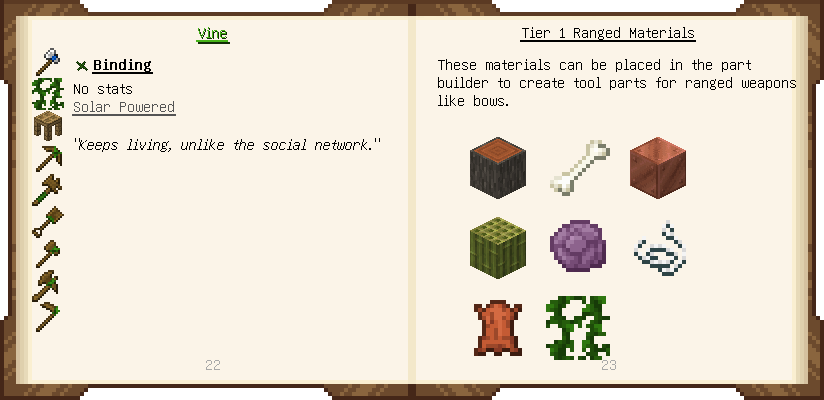 Vine
Binding
No stats
Solar Powered
"Keeps living, unlike the social network."
22
Tier 1 Ranged Materials
These materials can be placed in the part
builder to create tool parts for ranged weapons
like bows.
23